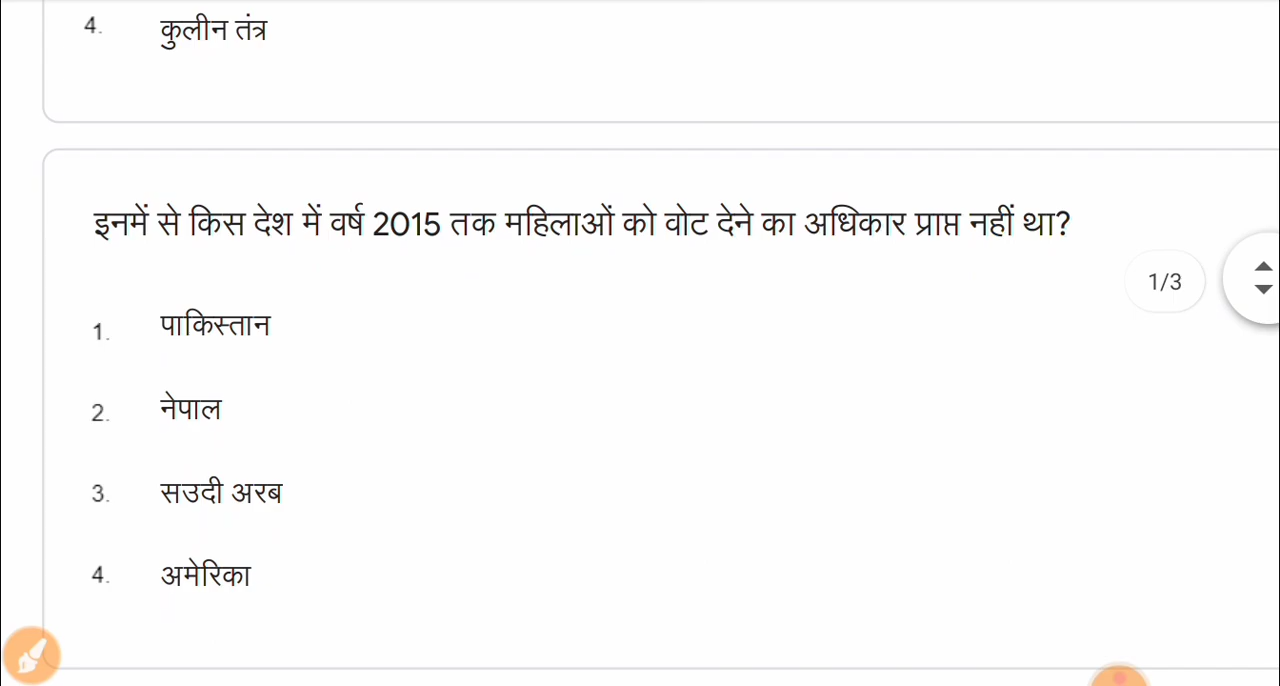 4. कुलीन तंत्र
इनमें से किस देश में वर्ष 2015 तक महिलाओं को वोट देने का अधिकार प्राप्त नहीं था?
1/3
1. पाकिस्तान
2. नेपाल
3. सउदी अरब
4. अमेरिका